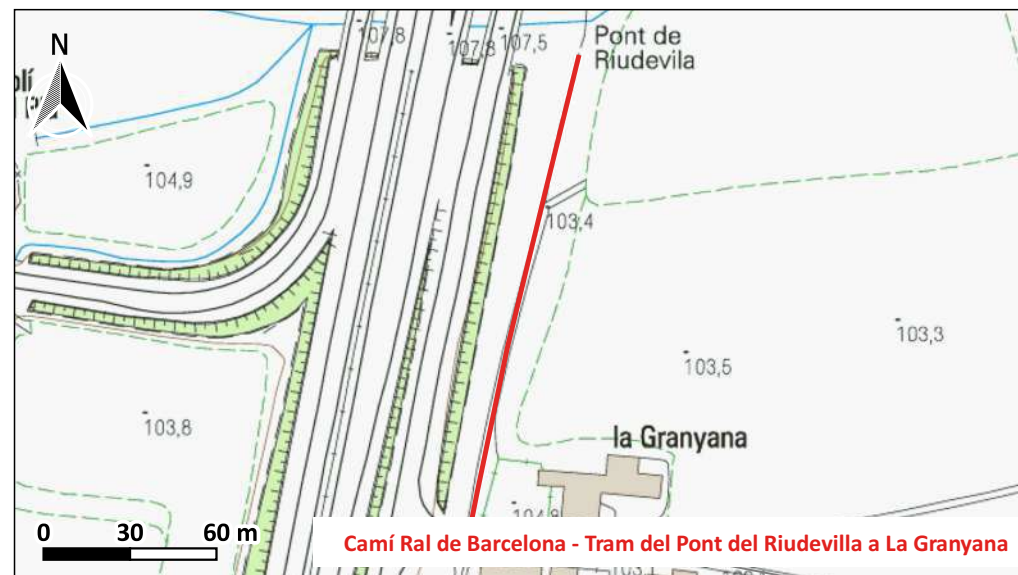 107,8
107,8
107,5
Pont de
Riudevila
N
lí
104,9
103,4
103,3
103,5
103,8
la Granyana
0 30 60 m
Camí Ral de Barcelona - Tram del Pont del Riudevilla a La Granyana